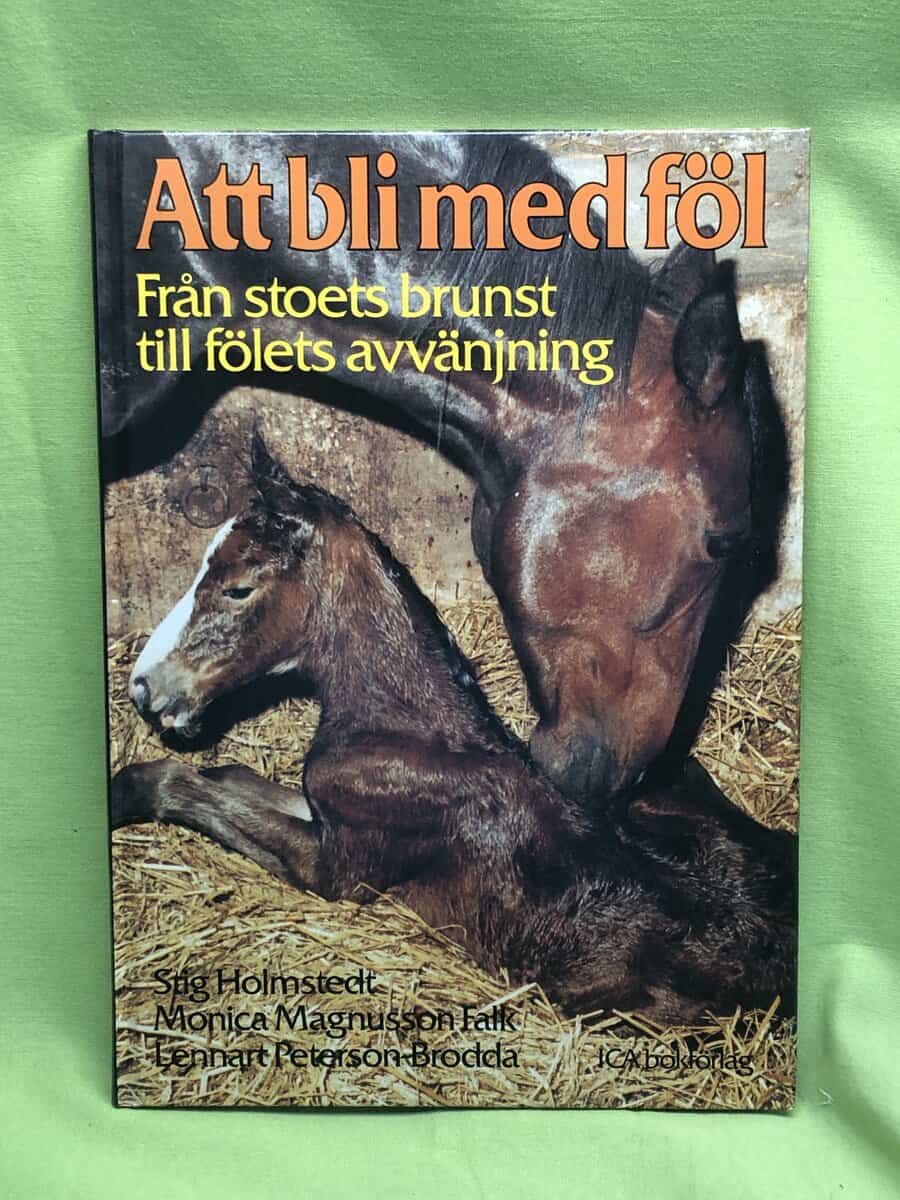 Att bli med föl
Från stoets brunst
till fölets avvänjning
Stig Holmstedt
Monica Magnusson Falk
Lennart Peterson-Brodda
ICA bokförlag